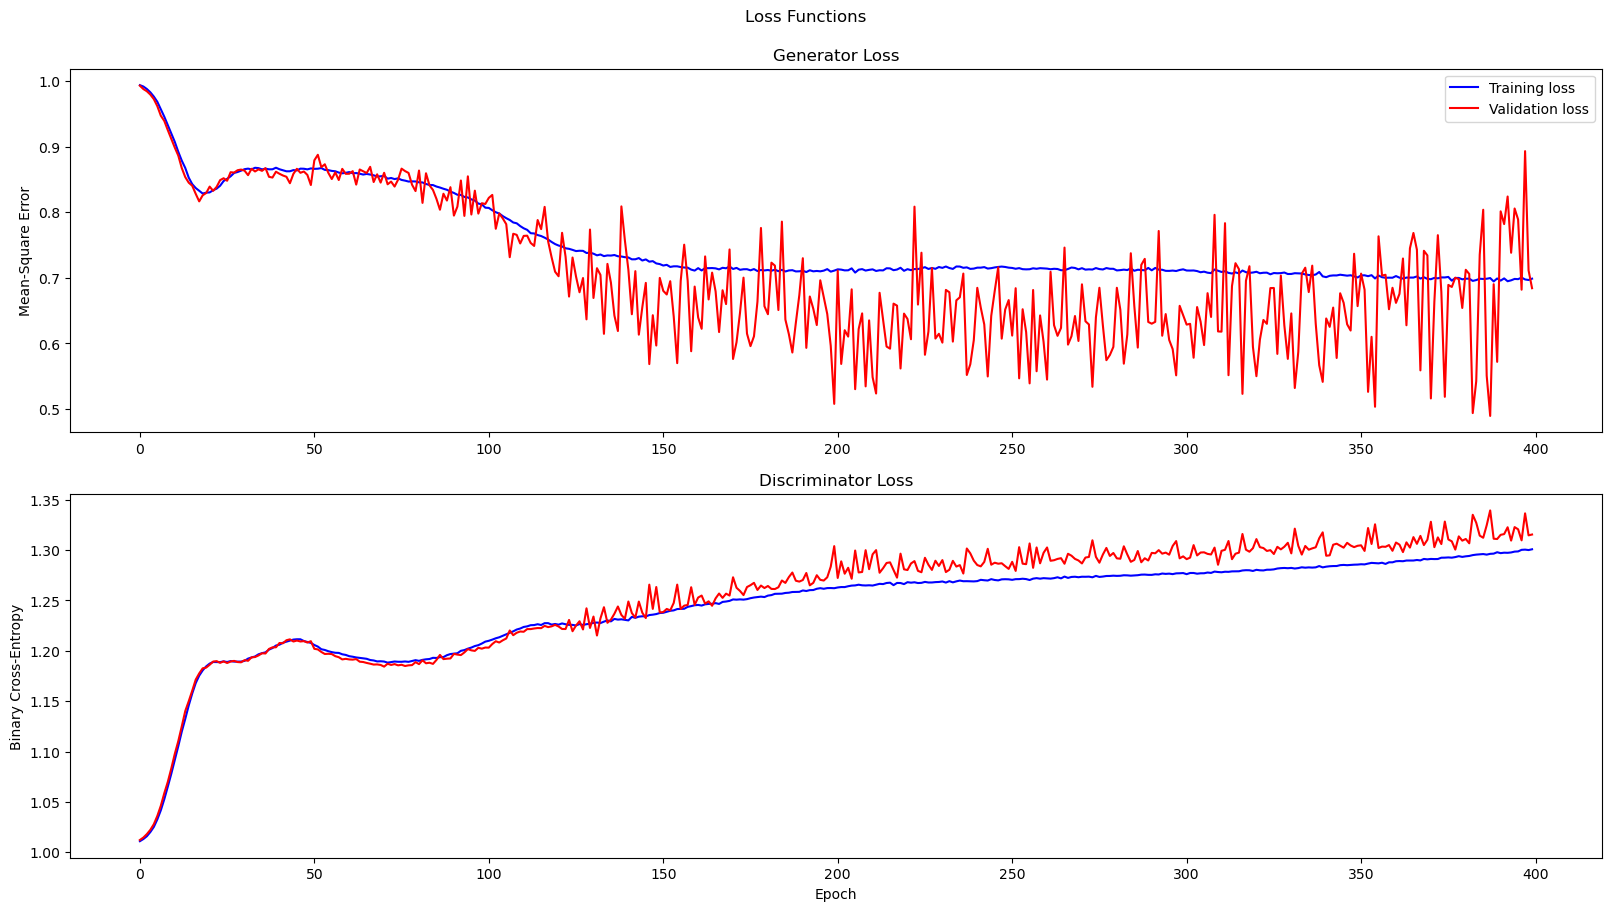 Loss Functions
Generator Loss
1.0
0.9
0.8
0.7
0.6
0.5
Mean-Square Error
Training loss
Validation loss
0 50 100 150 200 250 300 350 400
Discriminator Loss
1.35
1.30
1.25
1.20
1.15
1.10
1.05
1.00
Binary Cross-Entropy
0 50 100 150 200 250 300 350 400
Epoch